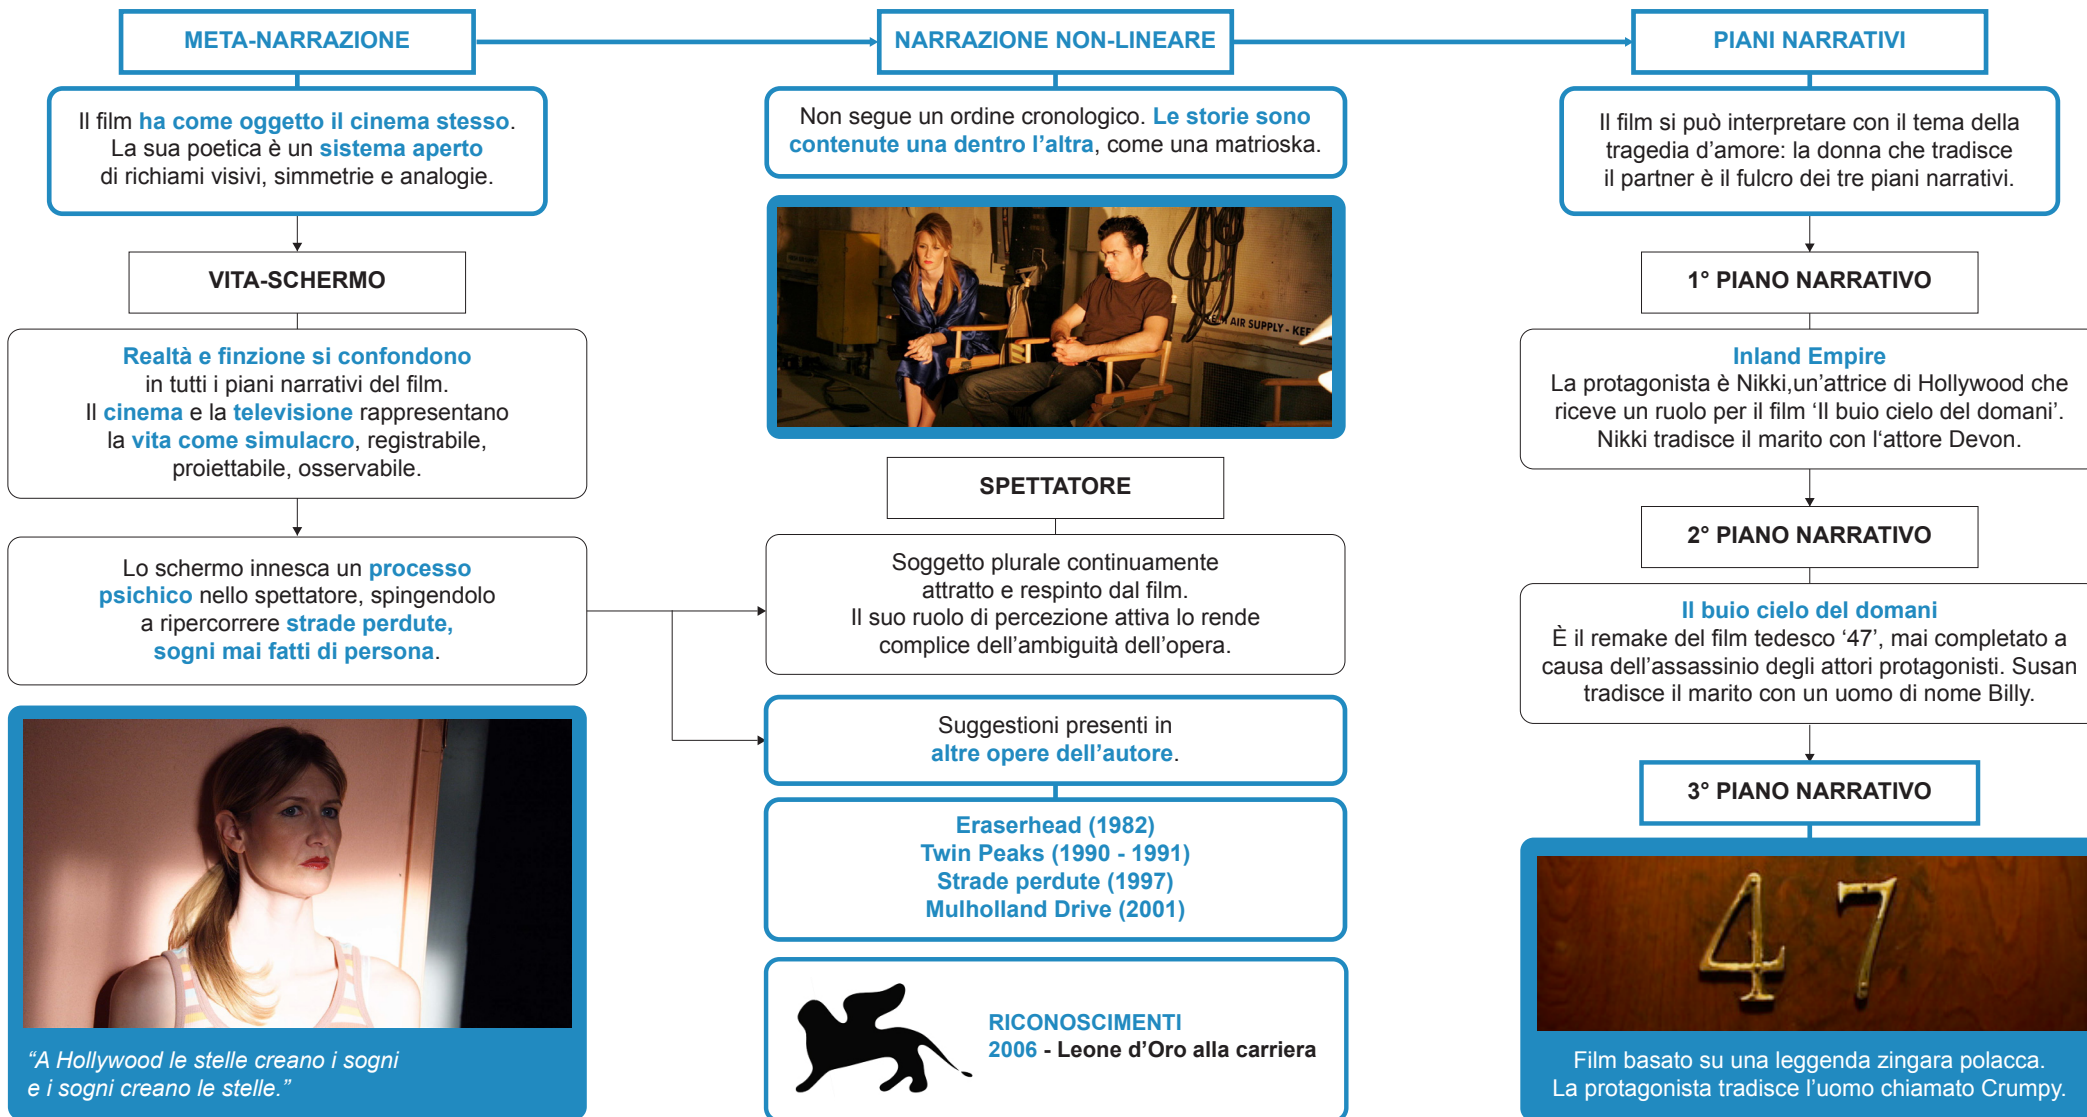 META-NARRAZIONE
Il film ha come oggetto il cinema stesso.
La sua poetica è un sistema aperto
di richiami visivi, simmetrie e analogie.
VITA-SCHERMO
Realtà e finzione si confondono
in tutti i piani narrativi del film.
Il cinema e la televisione rappresentano
la vita come simulacro, registrabile,
proiettabile, osservabile.
Lo schermo innesca un processo
psichico nello spettatore, spingendolo
a ripercorrere strade perdute,
sogni mai fatti di persona.
“A Hollywood le stelle creano i sogni
e i sogni creano le stelle.”
NARRAZIONE NON-LINEARE
Non segue un ordine cronologico. Le storie sono
contenute una dentro l’altra, come una matrioska.
AIR SUPPLY - KEE
SPETTATORE
Soggetto plurale continuamente
attratto e respinto dal film.
Il suo ruolo di percezione attiva lo rende
complice dell’ambiguità dell’opera.
Suggestioni presenti in
altre opere dell’autore.
Eraserhead (1982)
Twin Peaks (1990 - 1991)
Strade perdute (1997)
Mulholland Drive (2001)
RICONOSCIMENTI
2006 - Leone d’Oro alla carriera
PIANI NARRATIVI
Il film si può interpretare con il tema della
tragedia d’amore: la donna che tradisce
il partner è il fulcro dei tre piani narrativi.
1° PIANO NARRATIVO
Inland Empire
La protagonista è Nikki,un’attrice di Hollywood che
riceve un ruolo per il film ‘Il buio cielo del domani’.
Nikki tradisce il marito con l‘attore Devon.
2° PIANO NARRATIVO
Il buio cielo del domani
È il remake del film tedesco ‘47’, mai completato a
causa dell’assassinio degli attori protagonisti. Susan
tradisce il marito con un uomo di nome Billy.
3° PIANO NARRATIVO
47
Film basato su una leggenda zingara polacca.
La protagonista tradisce l’uomo chiamato Crumpy.